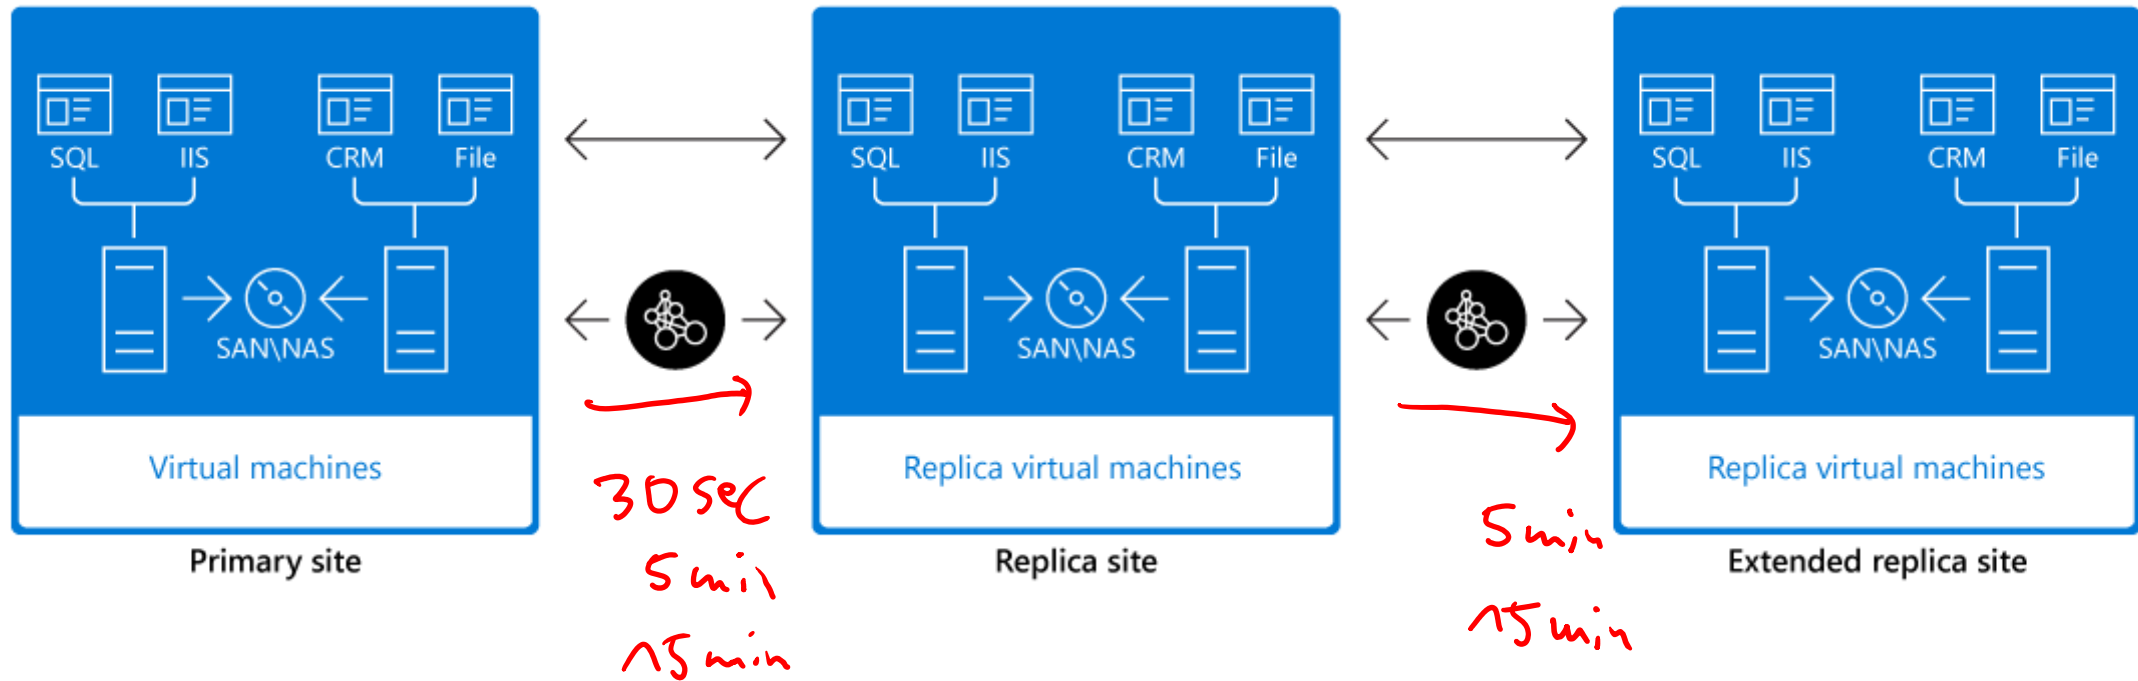 SQL IIS CRM File
SAN\NAS
Virtual machines
Primary site
30 sec
5 min
15 min
SQL IIS CRM File
SAN\NAS
Replica virtual machines
Replica site
5 min
15 min
SQL IIS CRM File
SAN\NAS
Replica virtual machines
Extended replica site